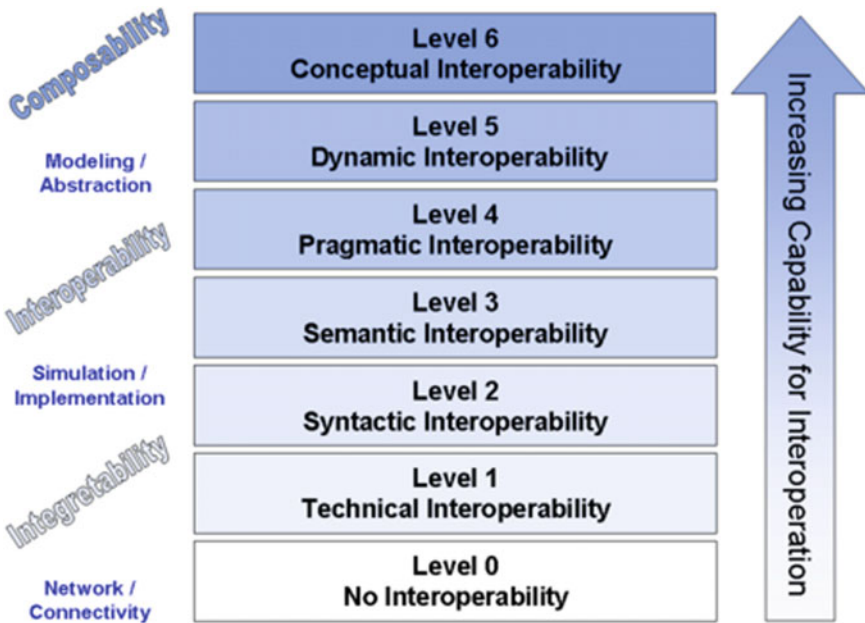 Composability
Modeling /
Abstraction
Interoperability
Simulation /
Implementation
Integretability
Network /
Connectivity
Level 6
Conceptual Interoperability
Level 5
Dynamic Interoperability
Level 4
Pragmatic Interoperability
Level 3
Semantic Interoperability
Level 2
Syntactic Interoperability
Level 1
Technical Interoperability
Level 0
No Interoperability
Increasing Capability for Interoperation